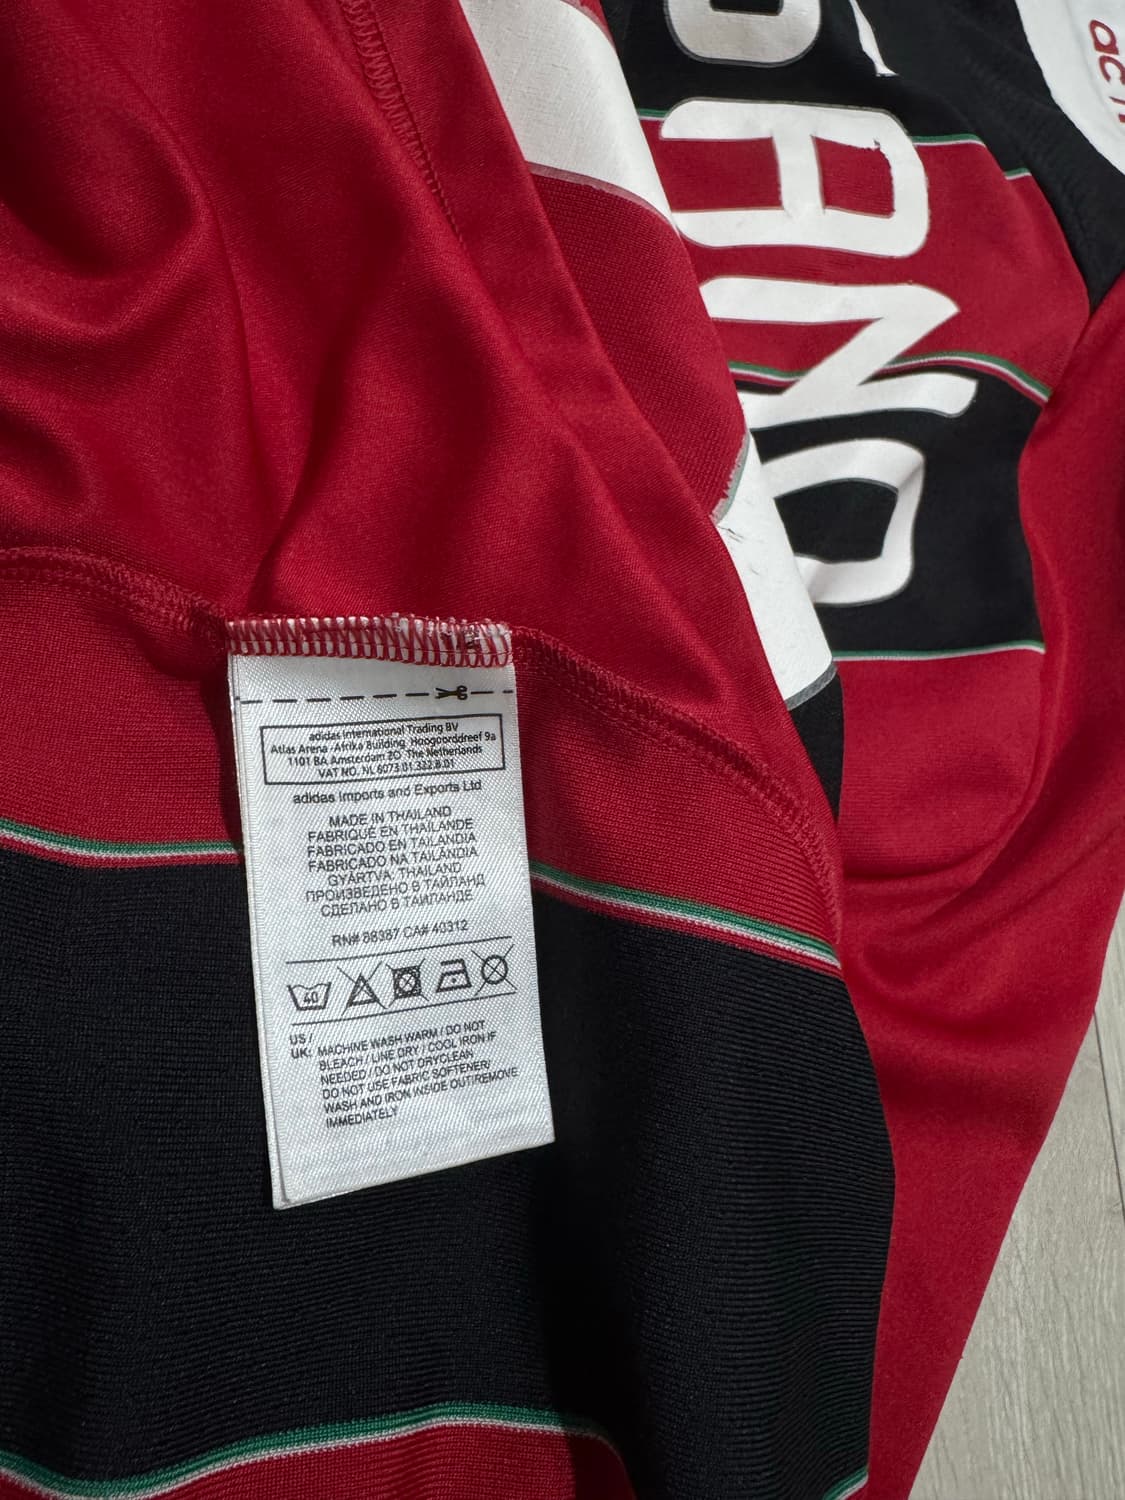 adidas International Trading BV
Atlas Arena -Afrika Building, Hoogoorddreef 9a
1101 BA Amsterdam ZO The Netherlands
VAT NO. NL 8073.01.322.B.01
adidas Imports and Exports Ltd
MADE IN THAILAND
FABRIQUÉ EN THAÏLANDE
FABRICADO EN TAILANDIA
FABRICADO NA TAILÂNDIA
GYÁRTVA: THAILAND
ПРОИЗВЕДЕНО В ТАЙЛАНД
СДЕЛАНО В ТАИЛАНДЕ
RN# 88387 CA# 40312
40
US /
UK: MACHINE WASH WARM / DO NOT
BLEACH / LINE DRY / COOL IRON IF
NEEDED / DO NOT DRYCLEAN
DO NOT USE FABRIC SOFTENER/
WASH AND IRON INSIDE OUT/REMOVE
IMMEDIATELY
AND